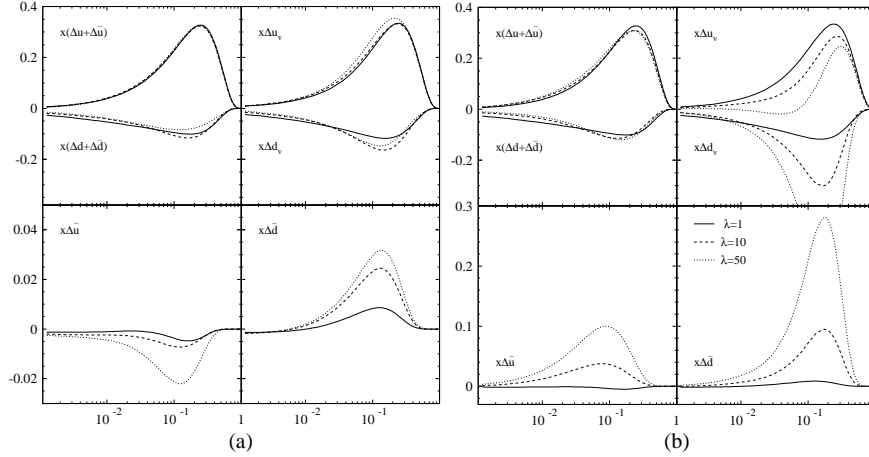 0.4
x(Δu+Δū)
xΔu_v
0.2
0
x(Δd+Δd̄)
xΔd_v
-0.2
0.04
xΔū
xΔd̄
0.02
0
-0.02
10⁻² 10⁻¹ 10⁻² 10⁻¹ 1
(a)
0.4
x(Δu+Δū)
xΔu_v
0.2
0
x(Δd+Δd̄)
xΔd_v
-0.2
0.3
λ=1
λ=10
λ=50
0.2
0.1
xΔū
xΔd̄
0
10⁻² 10⁻¹ 1 10⁻² 10⁻¹
(b)